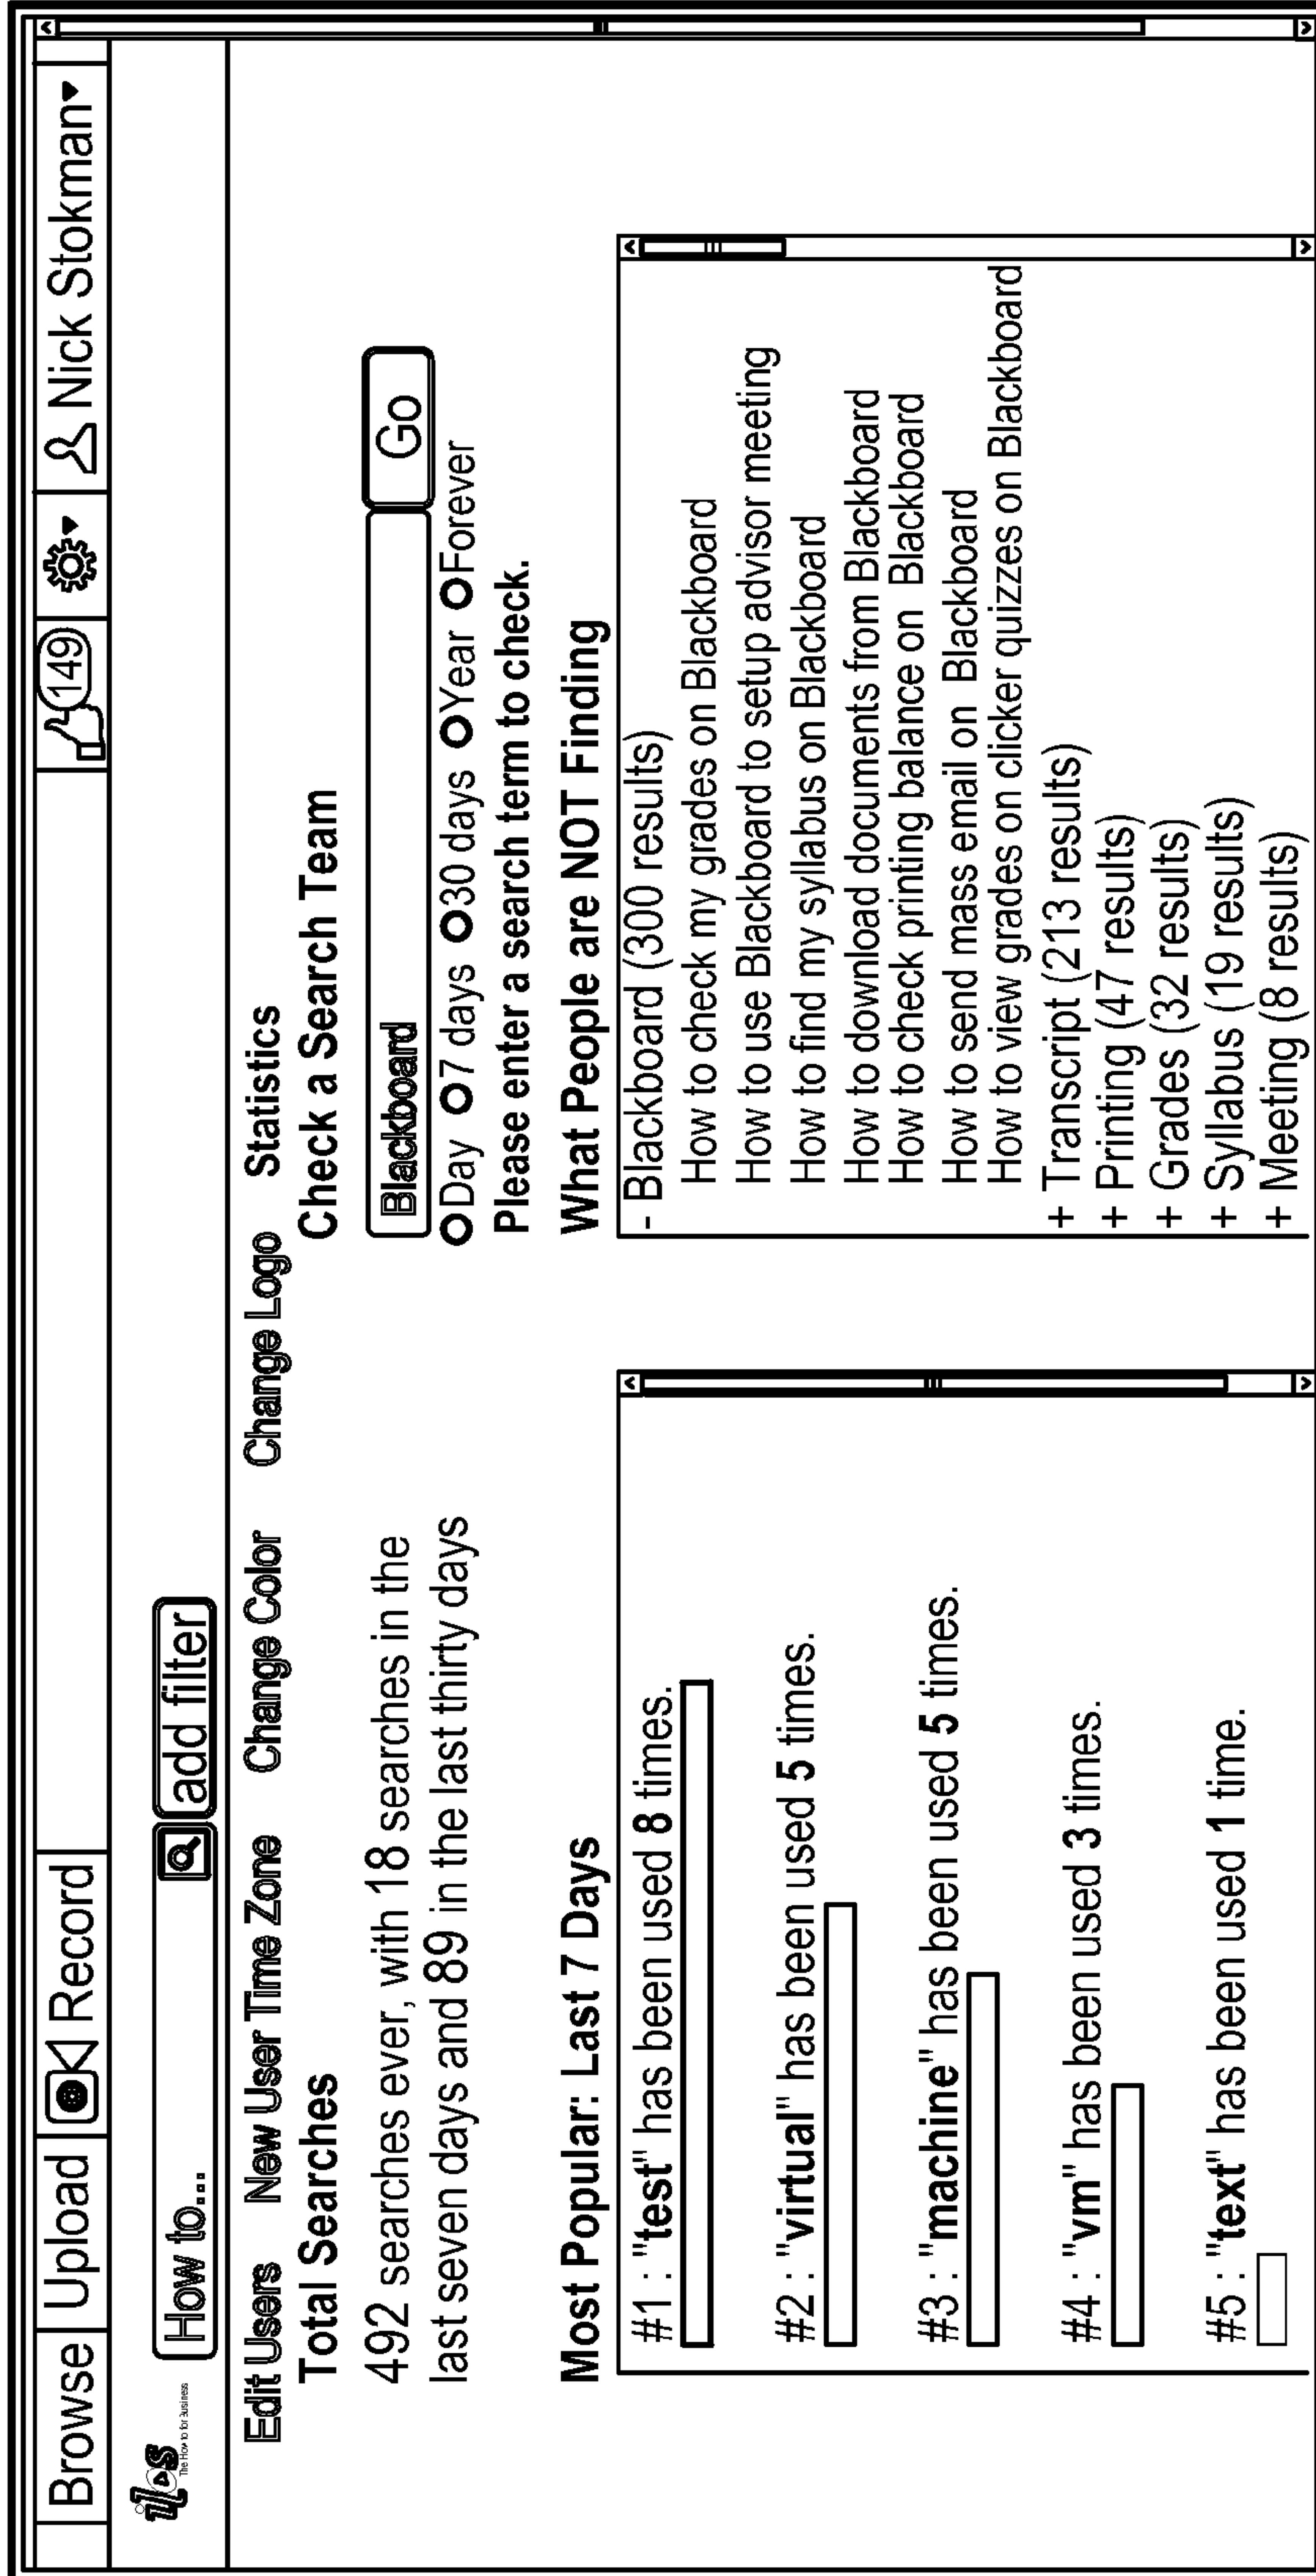 Browse Upload Record 149 Nick Stokman
ilos
The How to for Business
How to... add filter
Edit Users New User Time Zone Change Color Change Logo Statistics
Total Searches
492 searches ever, with 18 searches in the
last seven days and 89 in the last thirty days
Most Popular: Last 7 Days
#1 : "test" has been used 8 times.
#2 : "virtual" has been used 5 times.
#3 : "machine" has been used 5 times.
#4 : "vm" has been used 3 times.
#5 : "text" has been used 1 time.
Check a Search Team
Blackboard Go
Day 7 days 30 days Year Forever
Please enter a search term to check.
What People are NOT Finding
- Blackboard (300 results)
How to check my grades on Blackboard
How to use Blackboard to setup advisor meeting
How to find my syllabus on Blackboard
How to download documents from Blackboard
How to check printing balance on Blackboard
How to send mass email on Blackboard
How to view grades on clicker quizzes on Blackboard
+ Transcript (213 results)
+ Printing (47 results)
+ Grades (32 results)
+ Syllabus (19 results)
+ Meeting (8 results)